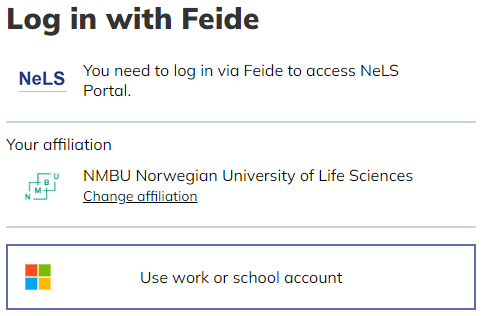 Log in with Feide
NeLS
You need to log in via Feide to access NeLS
Portal.
Your affiliation
N M B U
NMBU Norwegian University of Life Sciences
Change affiliation
Use work or school account